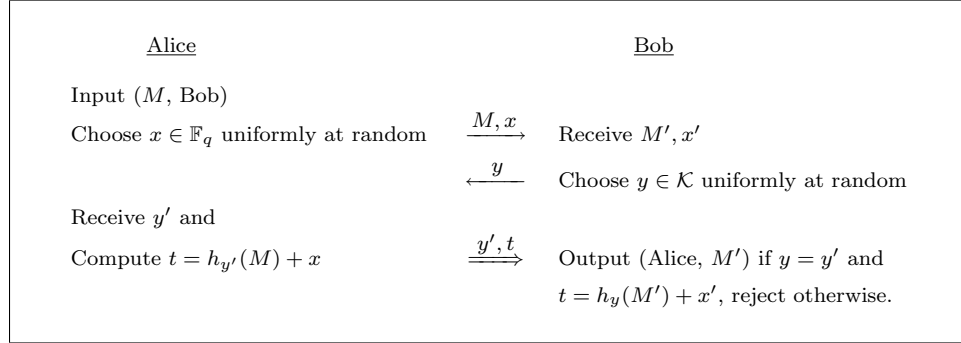 Alice Bob
Input (M, Bob)
Choose x ∈ 𝔽_q uniformly at random M, x Receive M′, x′
y Choose y ∈ 𝒦 uniformly at random
Receive y′ and
Compute t = h_{y′}(M) + x y′, t Output (Alice, M′) if y = y′ and
t = h_y(M′) + x′, reject otherwise.